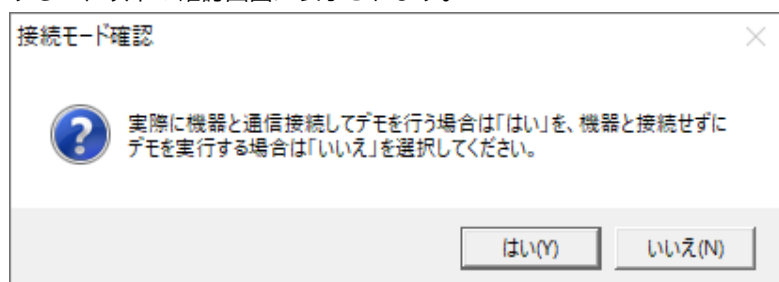 接続モード確認
実際に機器と通信接続してデモを行う場合は「はい」を、機器と接続せずに
デモを実行する場合は「いいえ」を選択してください。
はい(Y)
いいえ(N)